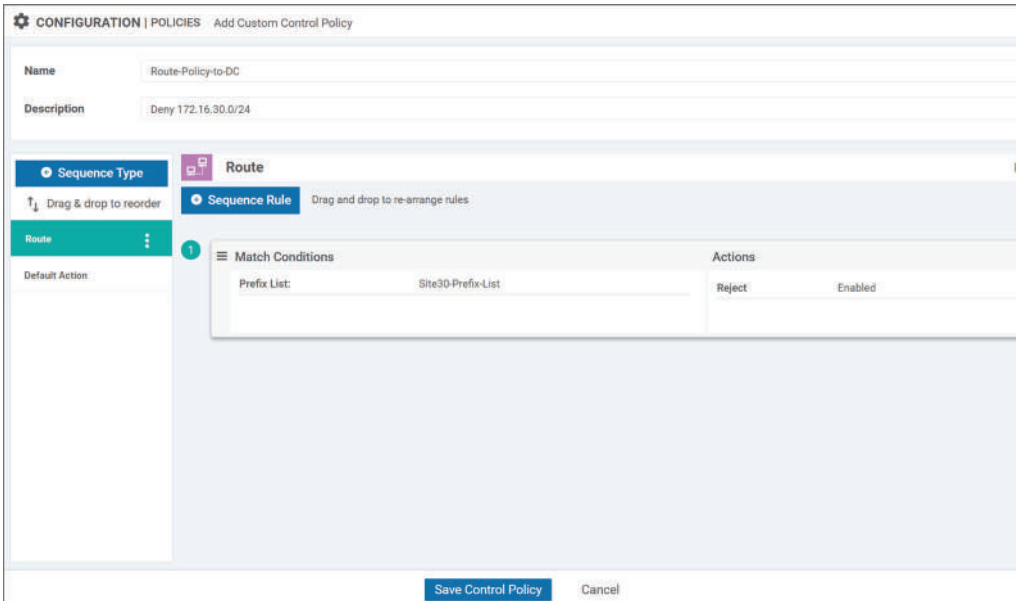 CONFIGURATION | POLICIES Add Custom Control Policy
Name Route-Policy-to-DC
Description Deny 172.16.30.0/24
Sequence Type
Drag & drop to reorder
Route
Default Action
Route
Sequence Rule Drag and drop to re-arrange rules
1
Match Conditions Actions
Prefix List: Site30-Prefix-List Reject Enabled
Save Control Policy Cancel